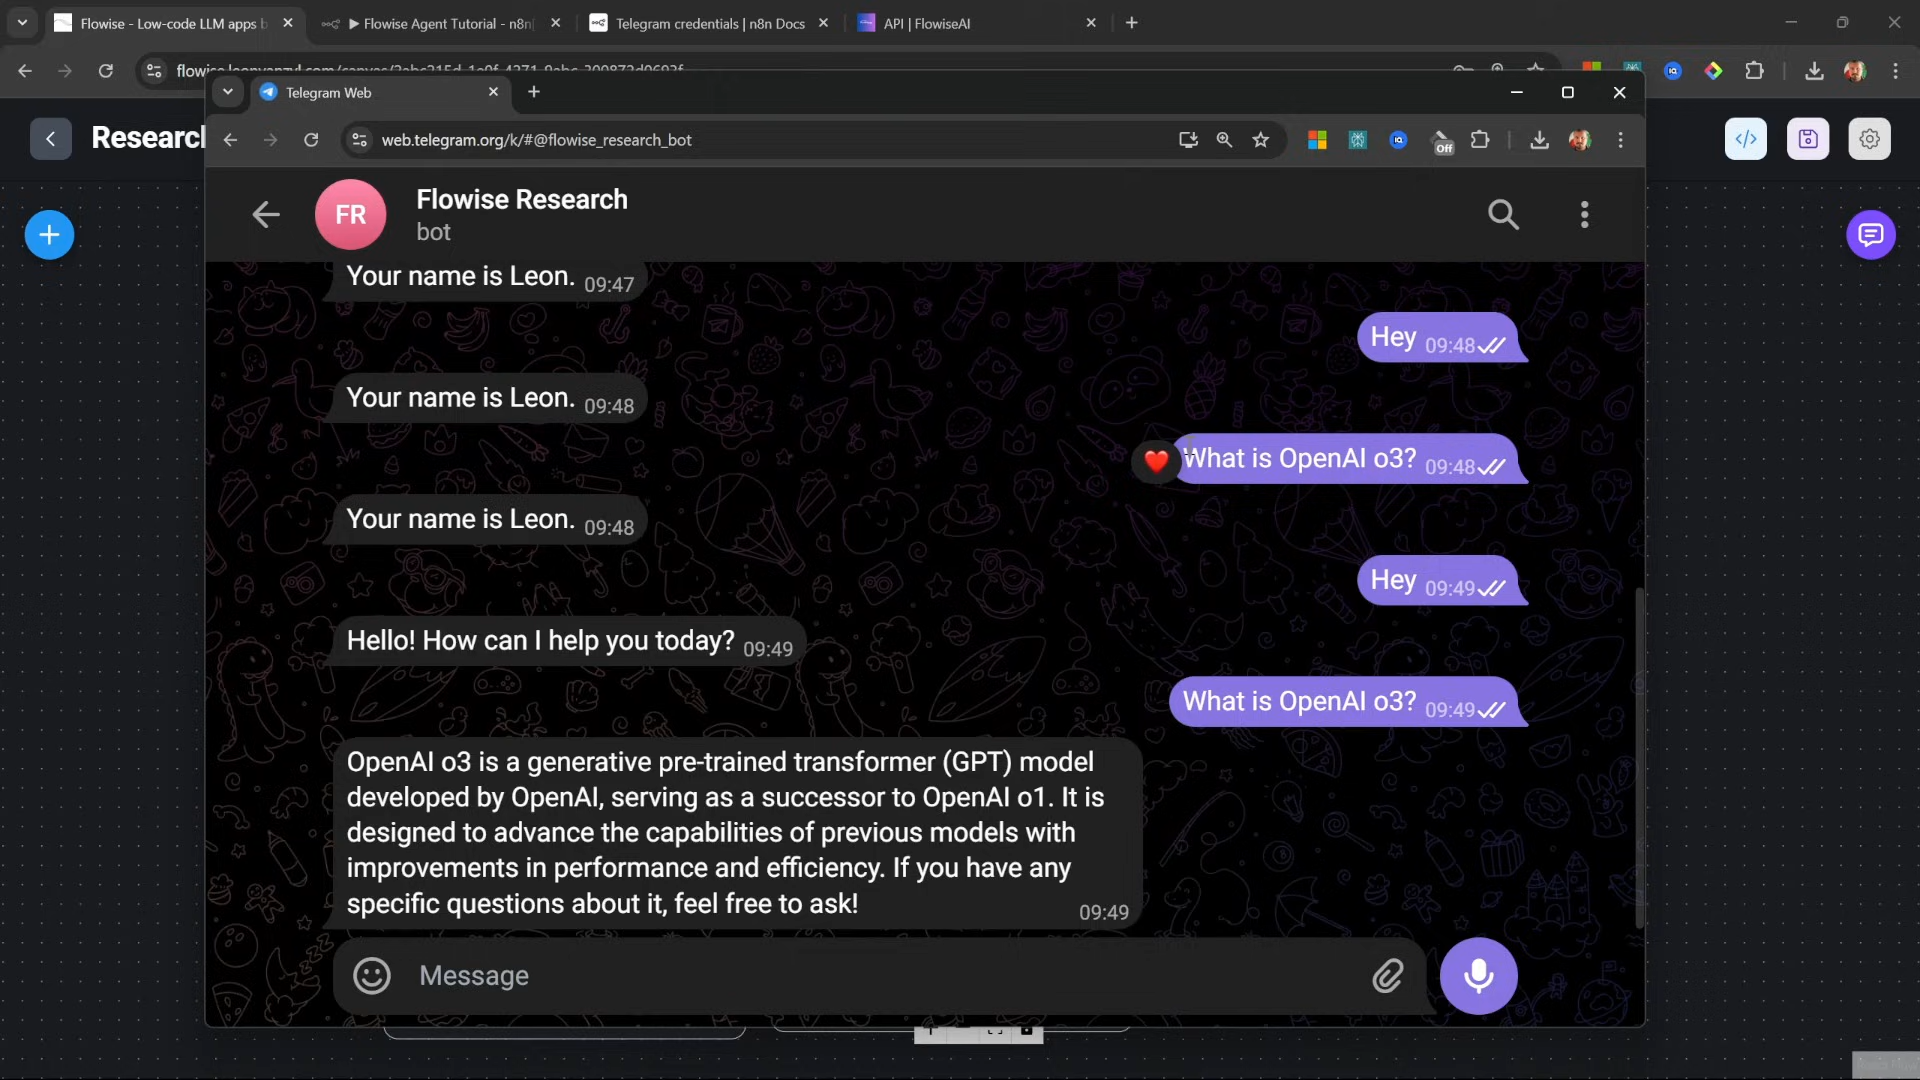 Flowise - Low-code LLM apps b
▶ Flowise Agent Tutorial - n8n[
Telegram credentials | n8n Docs
API | FlowiseAI
Telegram Web
web.telegram.org/k/#@flowise_research_bot
Off
Research
FR
Flowise Research
bot
Your name is Leon. 09:47
Hey 09:48
Your name is Leon. 09:48
What is OpenAI o3? 09:48
Your name is Leon. 09:48
Hey 09:49
Hello! How can I help you today? 09:49
What is OpenAI o3? 09:49
OpenAI o3 is a generative pre-trained transformer (GPT) model
developed by OpenAI, serving as a successor to OpenAI o1. It is
designed to advance the capabilities of previous models with
improvements in performance and efficiency. If you have any
specific questions about it, feel free to ask!
09:49
Message